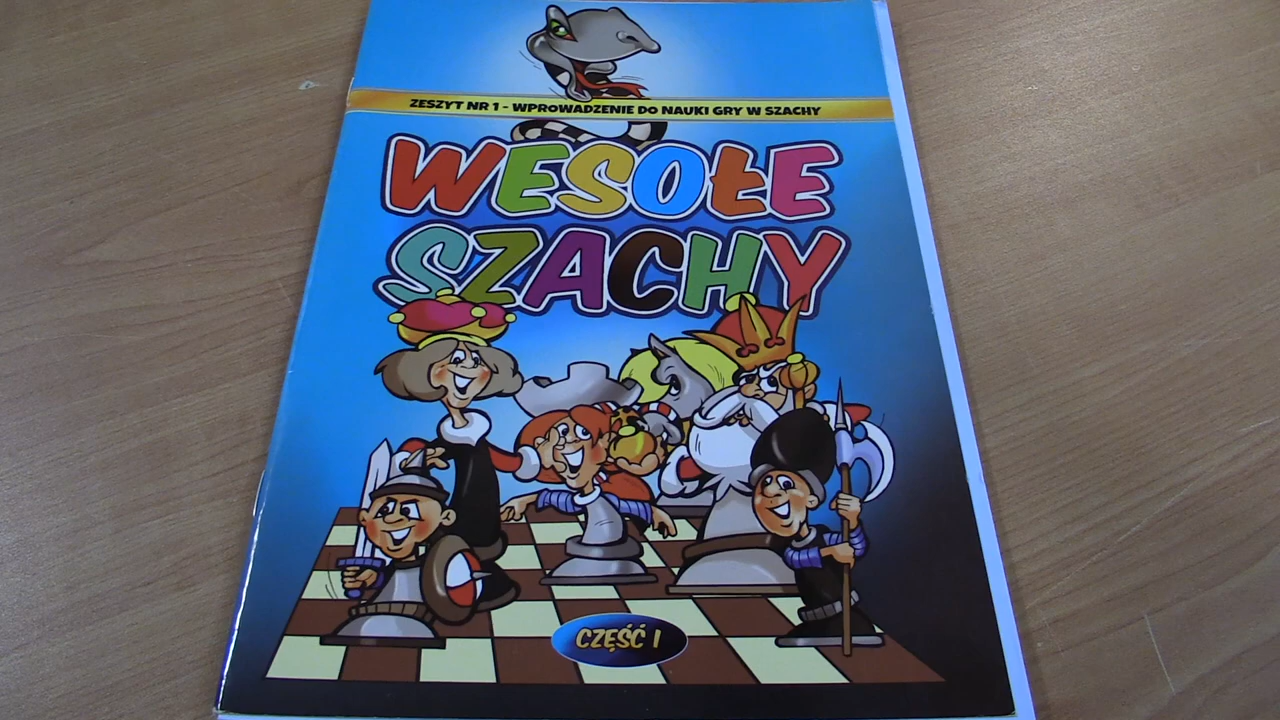 ZESZYT NR 1 - WPROWADZENIE DO NAUKI GRY W SZACHY
WESOŁE
SZACHY
CZĘŚĆ I